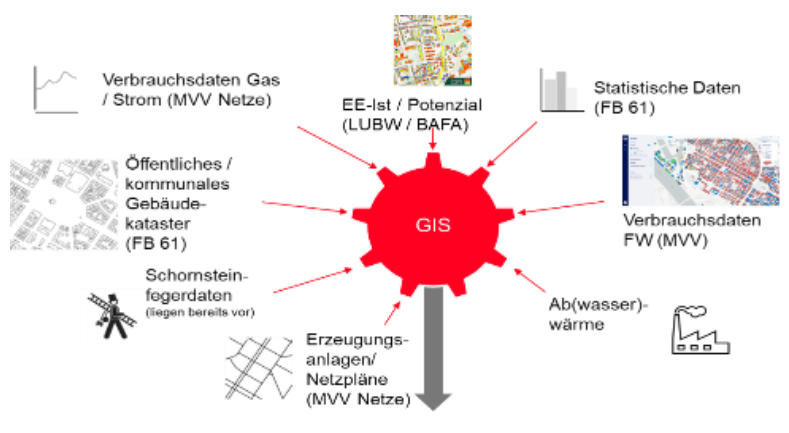 Verbrauchsdaten Gas
/ Strom (MVV Netze)
EE-Ist / Potenzial
(LUBW / BAFA)
Statistische Daten
(FB 61)
Öffentliches /
kommunales
Gebäude-
kataster
(FB 61)
GIS
Verbrauchsdaten
FW (MVV)
Schornstein-
fegerdaten
(liegen bereits vor)
Ab(wasser)-
wärme
Erzeugungs-
anlagen/
Netzpläne
(MVV Netze)